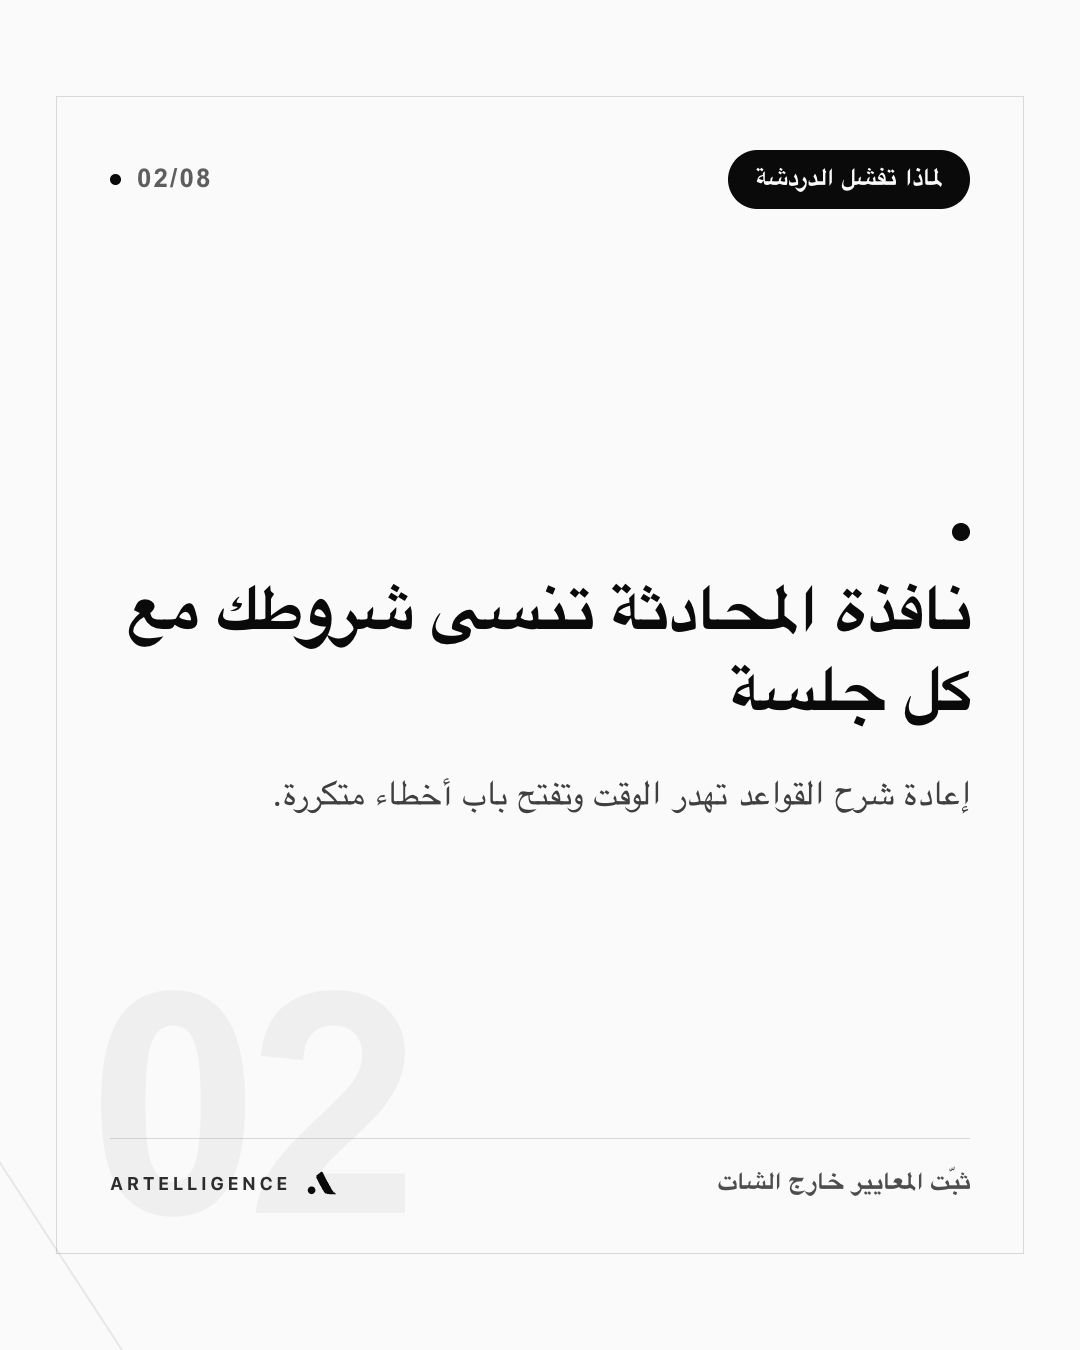 لماذا تفشل الدردشة
02/08
نافذة المحادثة تنسى شروطك مع
كل جلسة
إعادة شرح القواعد تهدر الوقت وتفتح باب أخطاء متكررة.
02
ثبّت المعايير خارج الشات
ARTELLIGENCE